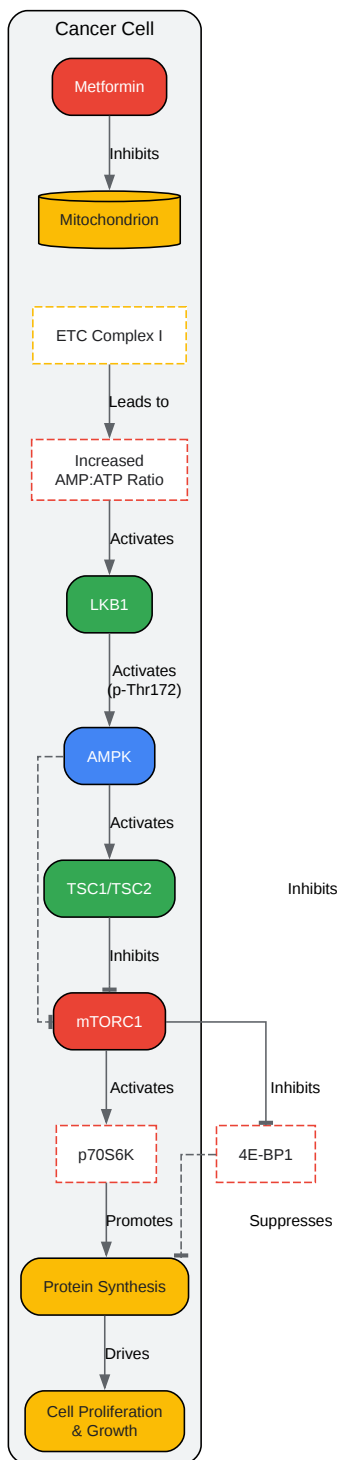 Cancer Cell
Metformin
Inhibits
Mitochondrion
ETC Complex I
Leads to
Increased
AMP:ATP Ratio
Activates
LKB1
Activates
(p-Thr172)
AMPK
Activates
TSC1/TSC2
Inhibits
Inhibits
mTORC1
Activates
Inhibits
p70S6K
4E-BP1
Promotes
Suppresses
Protein Synthesis
Drives
Cell Proliferation
& Growth